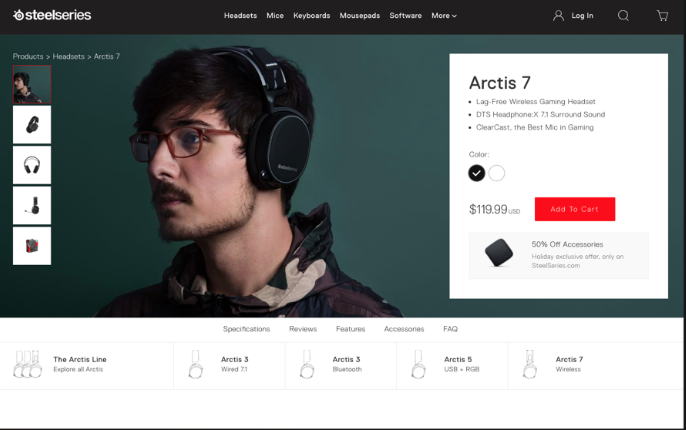 steelseries
Headsets Mice Keyboards Mousepads Software More
Log In
Products > Headsets > Arctis 7
Arctis 7
Lag-Free Wireless Gaming Headset
DTS Headphone:X 7.1 Surround Sound
ClearCast, the Best Mic in Gaming
Color:
$119.99 USD
Add To Cart
50% Off Accessories
Holiday exclusive offer, only on
SteelSeries.com
Specifications Reviews Features Accessories FAQ
The Arctis Line
Explore all Arctis
Arctis 3
Wired 7.1
Arctis 3
Bluetooth
Arctis 5
USB + RGB
Arctis 7
Wireless